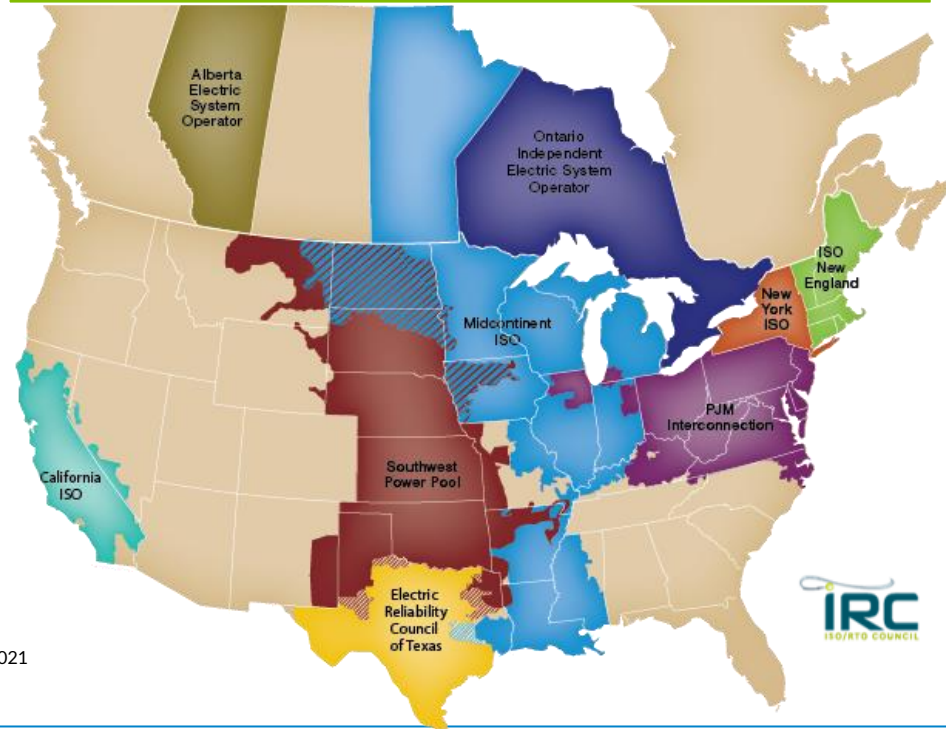 Alberta
Electric
System
Operator
Ontario
Independent
Electric System
Operator
ISO
New
England
New
York
ISO
Midcontinent
ISO
PJM
Interconnection
California
ISO
Southwest
Power Pool
Electric
Reliability
Council
of Texas
IRC
ISO/RTO COUNCIL
021